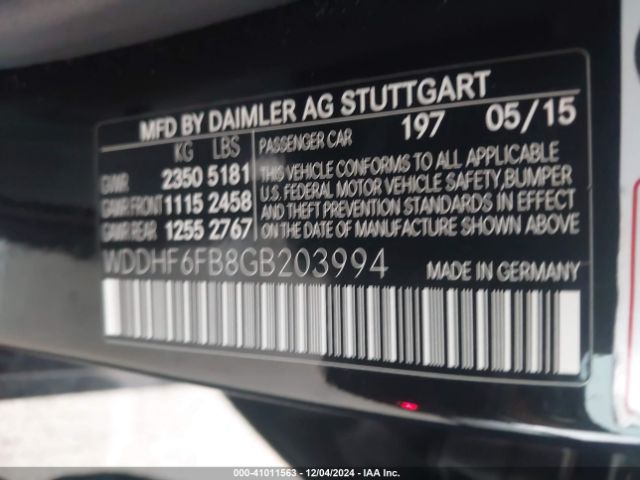 MFD BY DAIMLER AG STUTTGART
KG LBS PASSENGER CAR 197 05/15
GVWR 2350 5181 THIS VEHICLE CONFORMS TO ALL APPLICABLE
GAWR FRONT 1115 2458 U.S. FEDERAL MOTOR VEHICLE SAFETY, BUMPER
AND THEFT PREVENTION STANDARDS IN EFFECT
GAWR REAR 1255 2767 ON THE DATE OF MANUFACTURE SHOWN ABOVE
WDDHF6FB8GB203994 MADE IN GERMANY
00-41011563 - 12/04/2024 - IAA Inc.